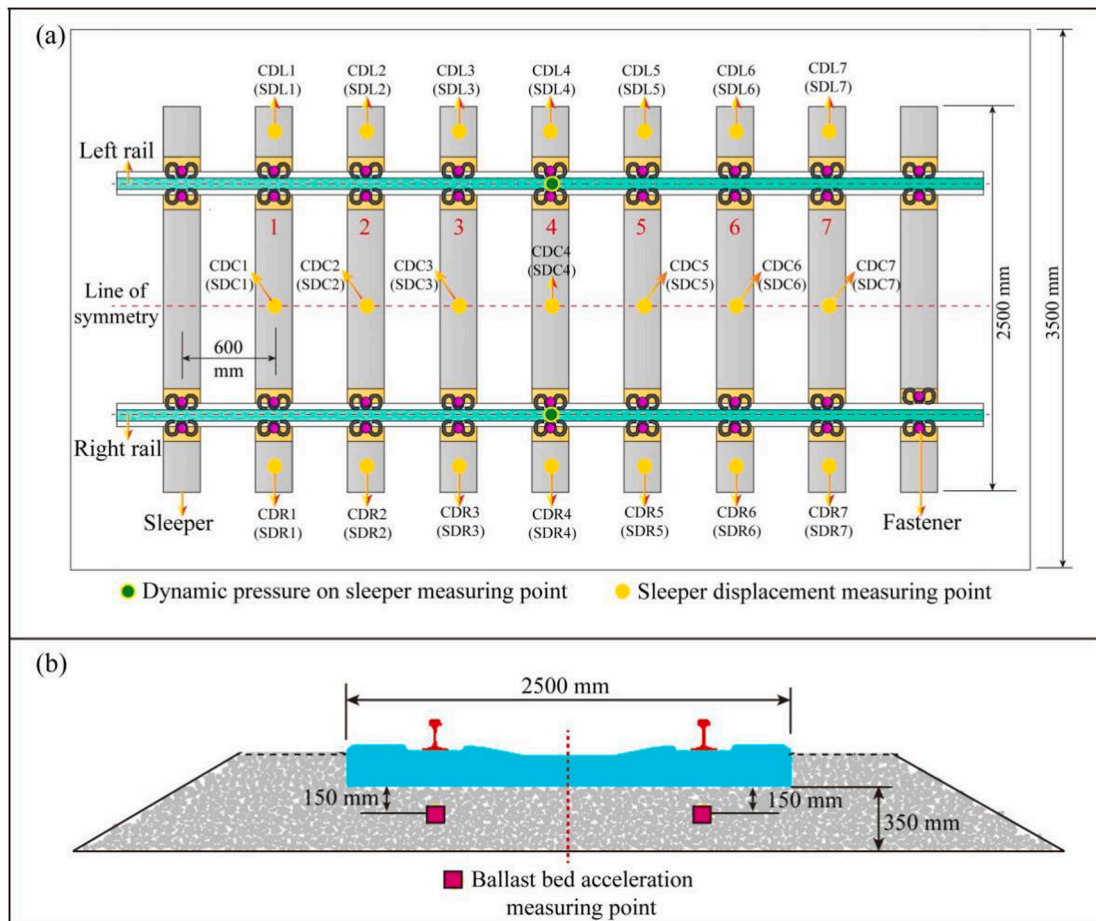 (a)
CDL1
(SDL1)
CDL2
(SDL2)
CDL3
(SDL3)
CDL4
(SDL4)
CDL5
(SDL5)
CDL6
(SDL6)
CDL7
(SDL7)
Left rail
1
2
3
4
5
6
7
CDC1
(SDC1)
CDC2
(SDC2)
CDC3
(SDC3)
CDC4
(SDC4)
CDC5
(SDC5)
CDC6
(SDC6)
CDC7
(SDC7)
Line of
symmetry
600
mm
2500 mm
3500 mm
Right rail
Sleeper
CDR1
(SDR1)
CDR2
(SDR2)
CDR3
(SDR3)
CDR4
(SDR4)
CDR5
(SDR5)
CDR6
(SDR6)
CDR7
(SDR7)
Fastener
Dynamic pressure on sleeper measuring point
Sleeper displacement measuring point
(b)
2500 mm
150 mm
150 mm
350 mm
Ballast bed acceleration
measuring point